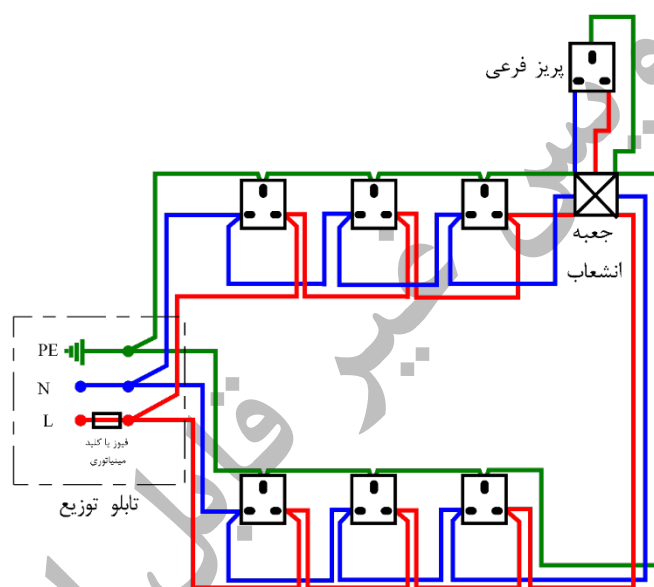 پریز فرعی
جعبه
انشعاب
PE
N
L
فیوز یا کلید
مینیاتوری
تابلو توزیع